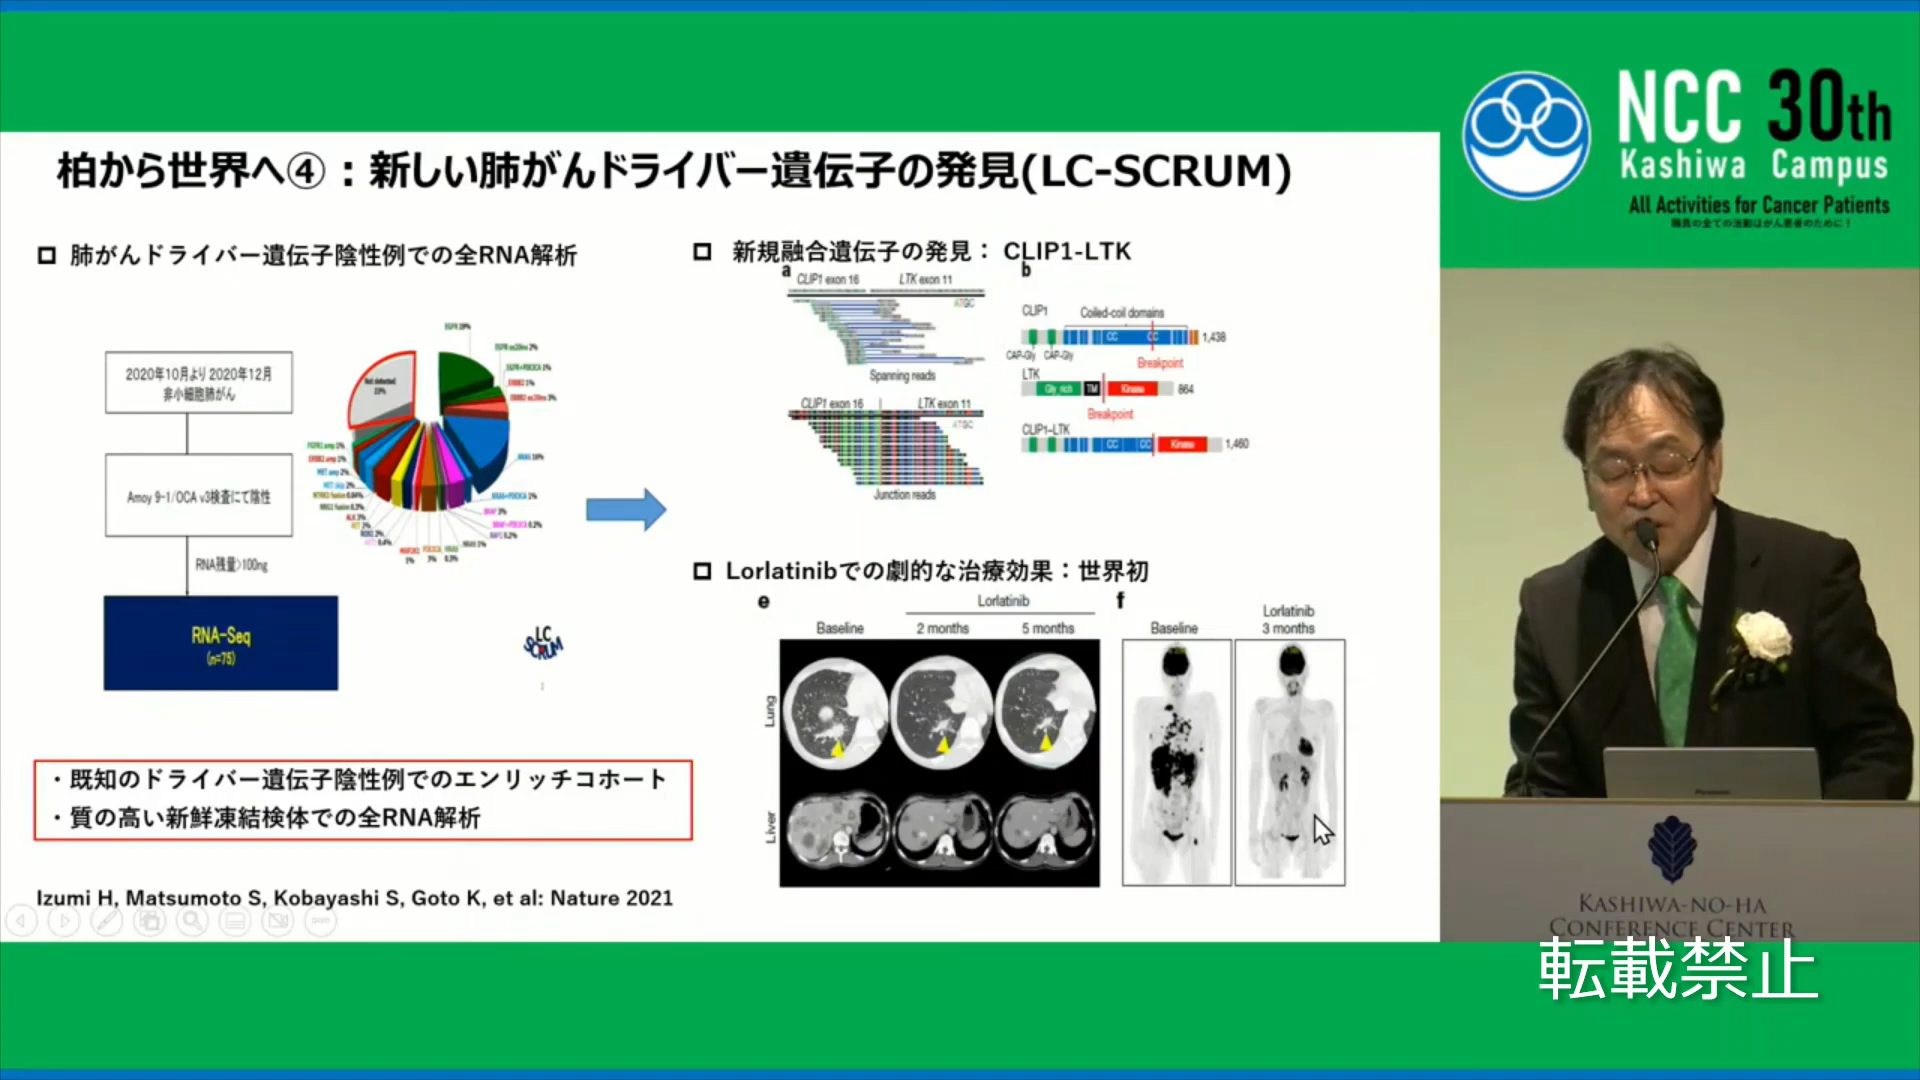 柏から世界へ④：新しい肺がんドライバー遺伝子の発見(LC-SCRUM)
肺がんドライバー遺伝子陰性例での全RNA解析
2020年10月より 2020年12月
非小細胞肺がん
Amoy 9-1/OCA v3検査にて陰性
RNA残量>100ng
RNA-Seq
(n=75)
Not detected
EGFR 19%
LC
SCRUM
・既知のドライバー遺伝子陰性例でのエンリッチコホート
・質の高い新鮮凍結検体での全RNA解析
Izumi H, Matsumoto S, Kobayashi S, Goto K, et al: Nature 2021
新規融合遺伝子の発見： CLIP1-LTK
a
CLIP1 exon 16 LTK exon 11
ATGC
Spanning reads
CLIP1 exon 16 LTK exon 11
ATGC
Junction reads
b
CLIP1 Coiled-coil domains
CC CC 1,438
CAP-Gly CAP-Gly
Breakpoint
LTK
Gly rich TM Kinase 864
Breakpoint
CLIP1–LTK
CC CC Kinase 1,460
Lorlatinibでの劇的な治療効果：世界初
e
Lorlatinib
Baseline 2 months 5 months
Lung
Liver
f
Baseline
Lorlatinib
3 months
NCC 30th
Kashiwa Campus
All Activities for Cancer Patients
職員の全ての活動はがん患者のために！
Panasonic
KASHIWA-NO-HA
CONFERENCE CENTER
転載禁止